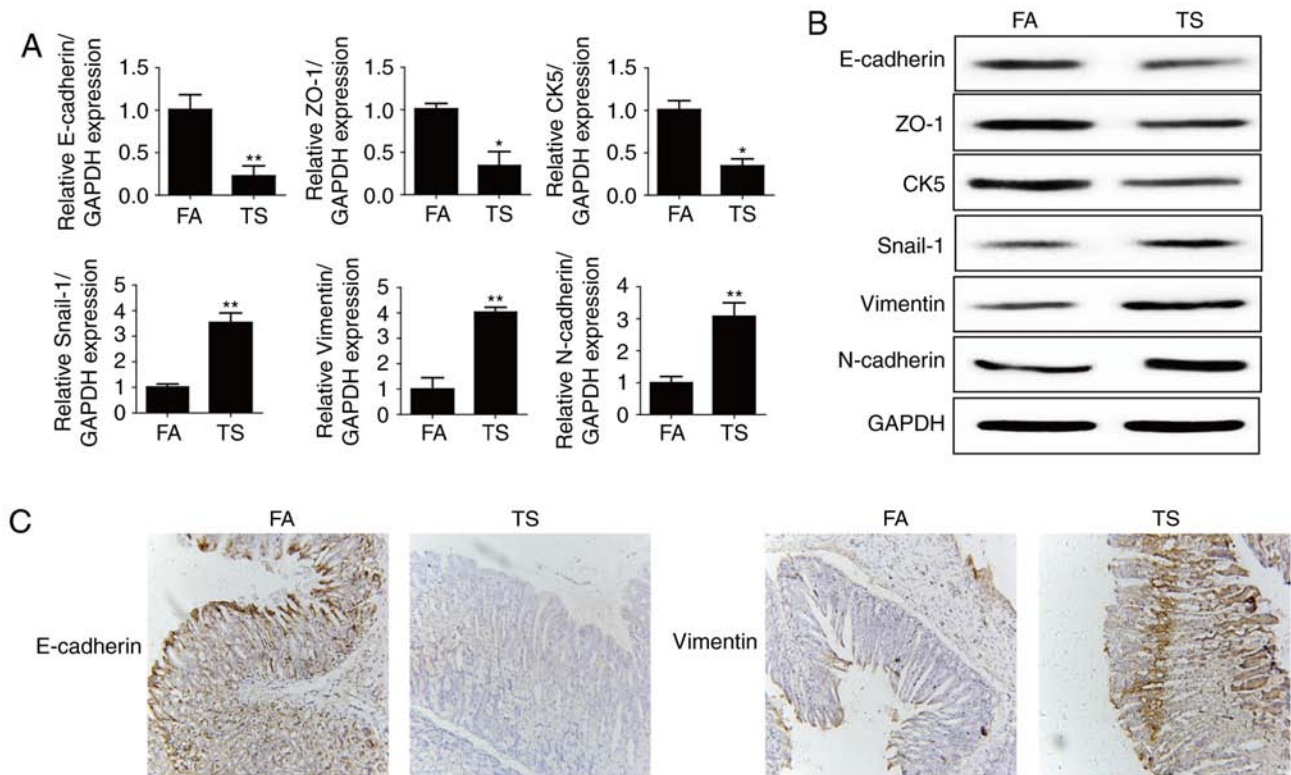 A
Relative E-cadherin/
GAPDH expression
1.5
1.0
0.5
0.0
**
FA TS
Relative ZO-1/
GAPDH expression
1.5
1.0
0.5
0.0
*
FA TS
Relative CK5/
GAPDH expression
1.5
1.0
0.5
0.0
*
FA TS
Relative Snail-1/
GAPDH expression
5
4
3
2
1
0
**
FA TS
Relative Vimentin/
GAPDH expression
5
4
3
2
1
0
**
FA TS
Relative N-cadherin/
GAPDH expression
4
3
2
1
0
**
FA TS
B
FA TS
E-cadherin
ZO-1
CK5
Snail-1
Vimentin
N-cadherin
GAPDH
C
FA TS
E-cadherin
FA TS
Vimentin